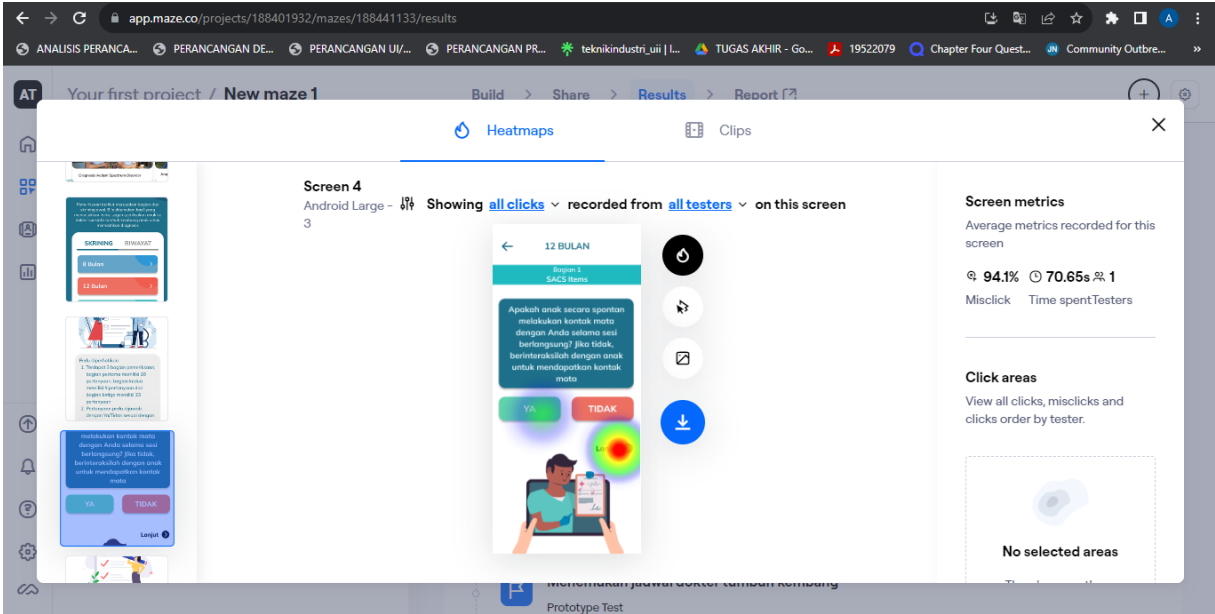 app.maze.co/projects/188401932/mazes/188441133/results
A
ANALISIS PERANCA...
PERANCANGAN DE...
PERANCANGAN UI/...
PERANCANGAN PR...
teknikindustri_uii | I...
TUGAS AKHIR - Go...
19522079
Chapter Four Quest...
JN
Community Outbre...
»
AT
Your first project / New maze 1
Build > Share > Results > Report
Heatmaps
Clips
SKRINING RIWAYAT
8 Bulan
12 Bulan
melakukan kontak mata
dengan Anda selama sesi
berlangsung? Jika tidak,
berinteraksilah dengan anak
untuk mendapatkan kontak
mata
YA
TIDAK
Lanjut
Screen 4
Android Large -
3
Showing all clicks recorded from all testers on this screen
12 BULAN
Bagian 1
SACS Items
Apakah anak secara spontan
melakukan kontak mata
dengan Anda selama sesi
berlangsung? Jika tidak,
berinteraksilah dengan anak
untuk mendapatkan kontak
mata
YA
TIDAK
Screen metrics
Average metrics recorded for this
screen
94.1% 70.65s 1
Misclick Time spent Testers
Click areas
View all clicks, misclicks and
clicks order by tester.
No selected areas
Menemukan jadwal dokter tumbuh kembang
Prototype Test